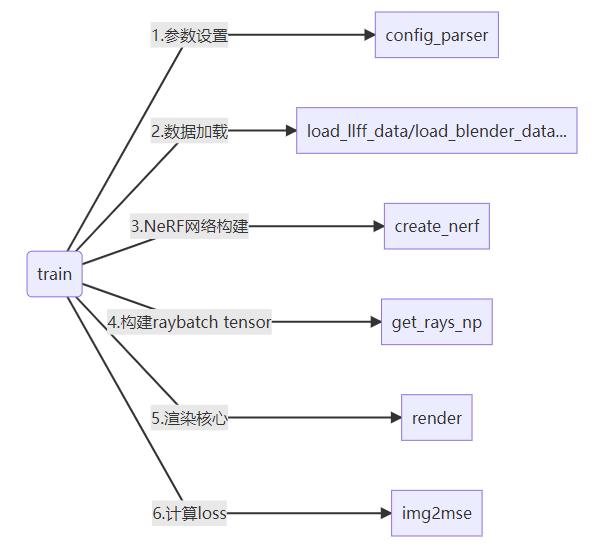 1.参数设置
config_parser
2.数据加载
load_llff_data/load_blender_data...
3.NeRF网络构建
create_nerf
train
4.构建raybatch tensor
get_rays_np
5.渲染核心
render
6.计算loss
img2mse